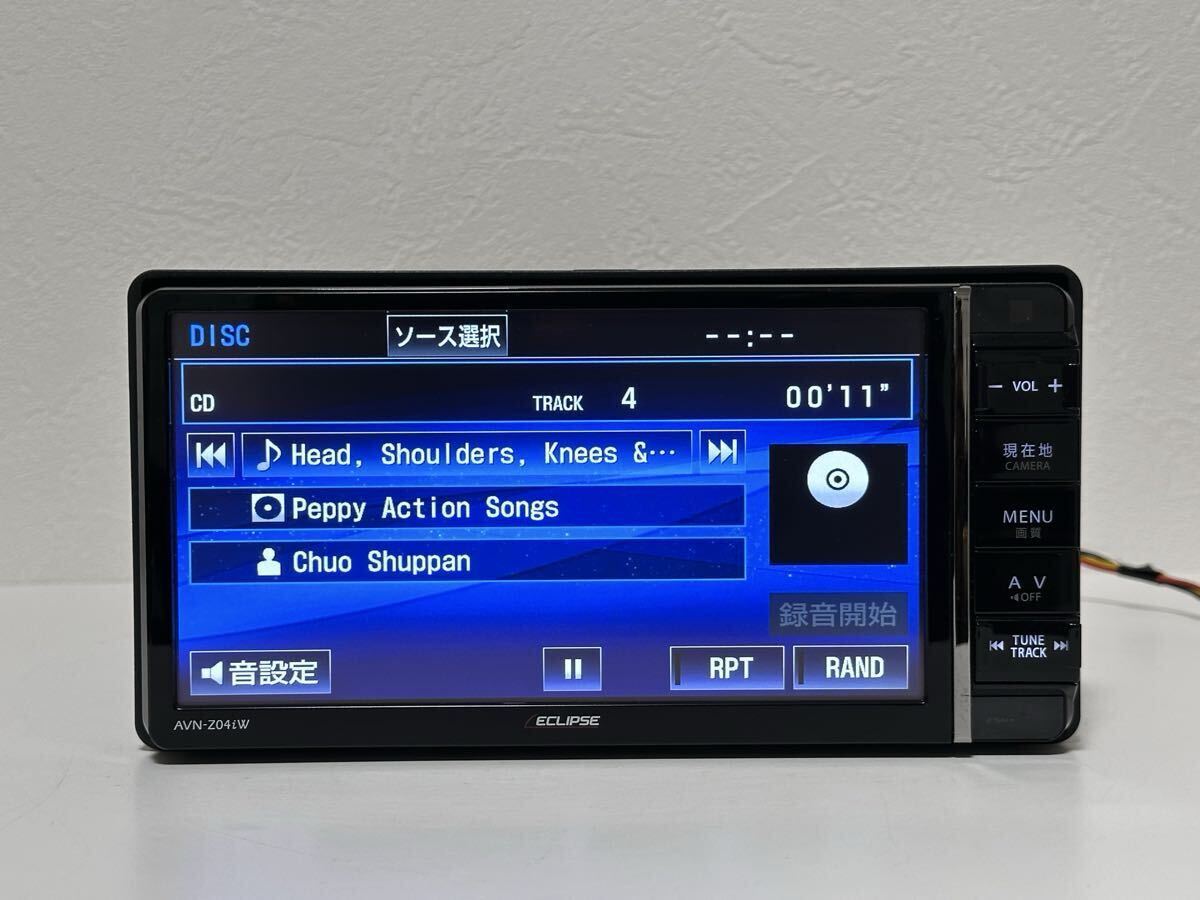 DISC ソース選択 --:--
CD TRACK 4 00'11"
Head, Shoulders, Knees &…
Peppy Action Songs
Chuo Shuppan
録音開始
音設定 RPT RAND
AVN-Z04iW ECLIPSE
− VOL +
現在地
CAMERA
MENU
画質
A V
OFF
TUNE
TRACK